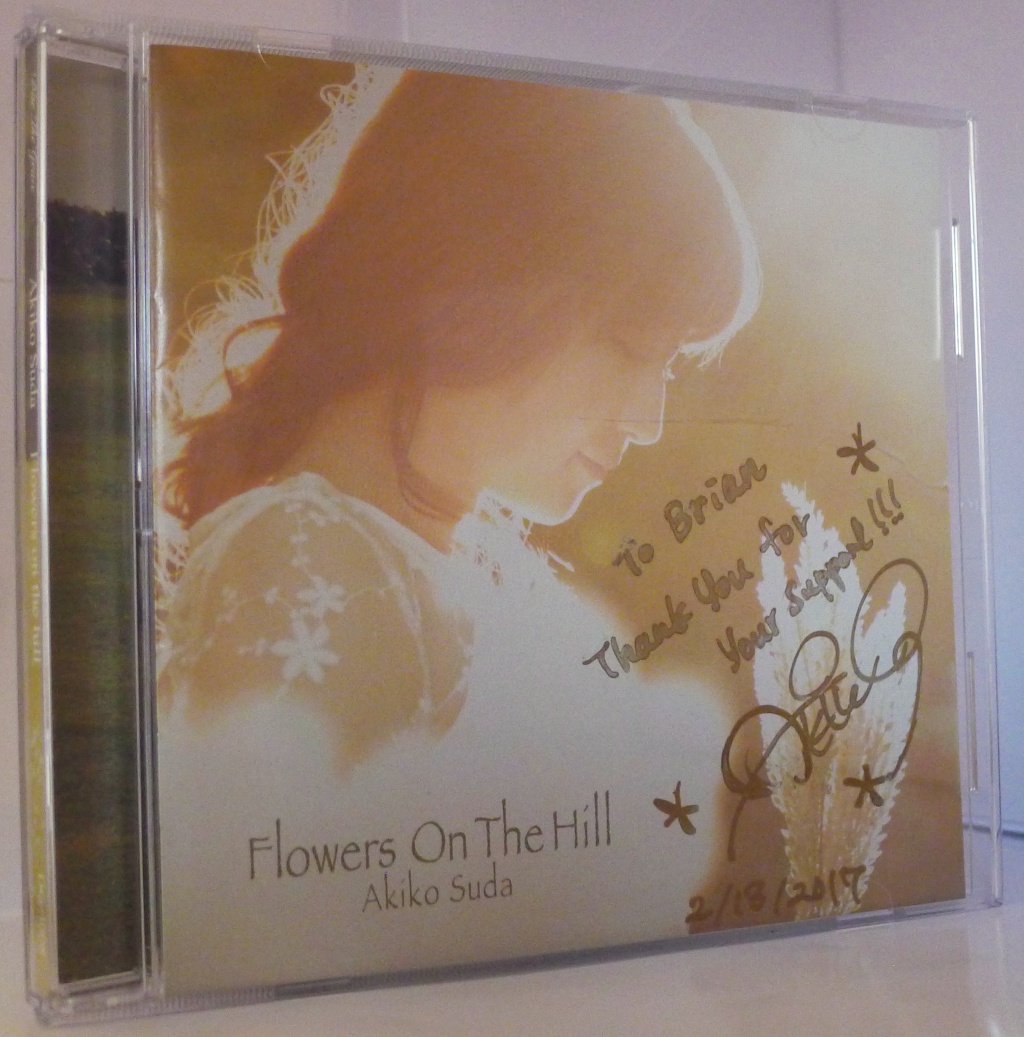 To Brian
Thank You for
Your Support!!!
Flowers On The Hill
Akiko Suda
2/18/2017
Akiko Suda Flowers on the hill